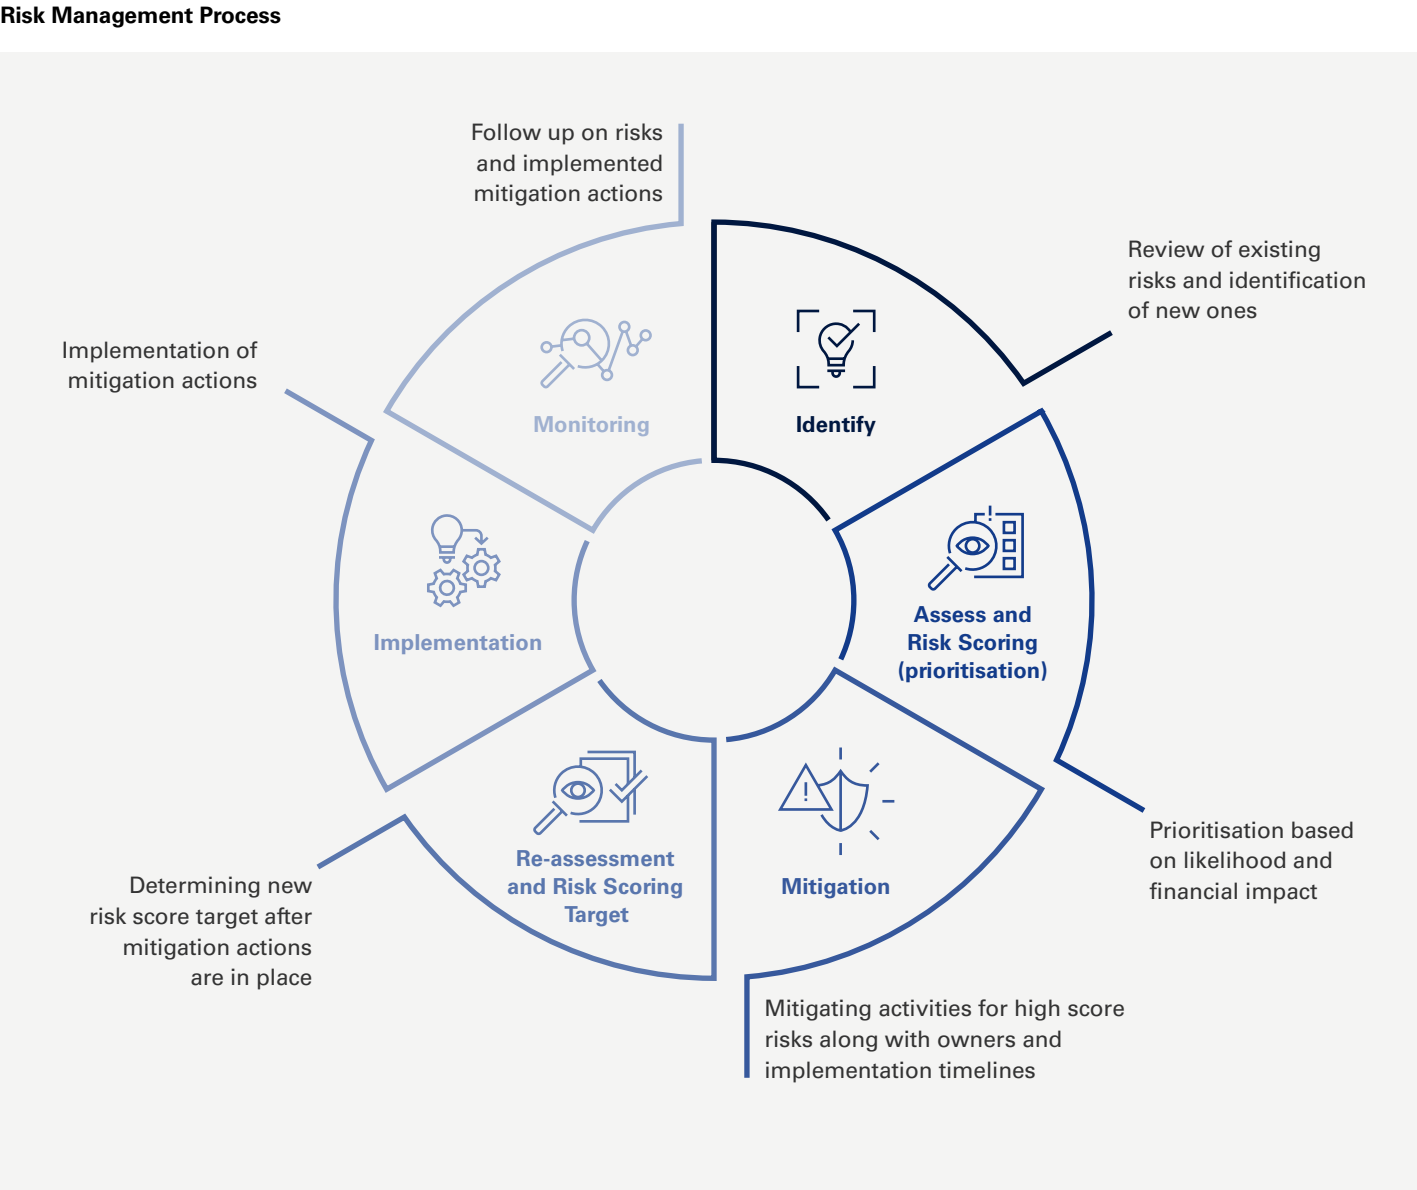 Risk Management Process
Follow up on risks
and implemented
mitigation actions
Review of existing
risks and identification
of new ones
Implementation of
mitigation actions
Monitoring
Identify
Implementation
Assess and
Risk Scoring
(prioritisation)
Re-assessment
and Risk Scoring
Target
Mitigation
Prioritisation based
on likelihood and
financial impact
Determining new
risk score target after
mitigation actions
are in place
Mitigating activities for high score
risks along with owners and
implementation timelines